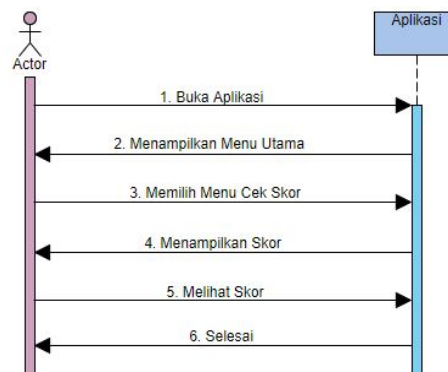 Aplikasi
Actor
1. Buka Aplikasi
2. Menampilkan Menu Utama
3. Memilih Menu Cek Skor
4. Menampilkan Skor
5. Melihat Skor
6. Selesai